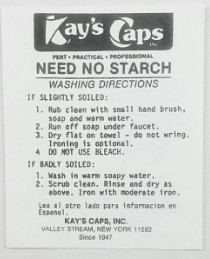 Kay's Caps INC
PERT • PRACTICAL • PROFESSIONAL
NEED NO STARCH
WASHING DIRECTIONS
IF SLIGHTLY SOILED:
1. Rub clean with small hand brush,
soap and warm water.
2. Run off soap under faucet.
3. Dry flat on towel - do not wring.
Ironing is optional.
4 DO NOT USE BLEACH.
IF BADLY SOILED:
1. Wash in warm soapy water.
2. Scrub clean. Rinse and dry as
above. Iron with moderate iron.
Lea al otro lado para informacion en
Espanol.
KAY'S CAPS, INC.
VALLEY STREAM, NEW YORK 11582
Since 1947